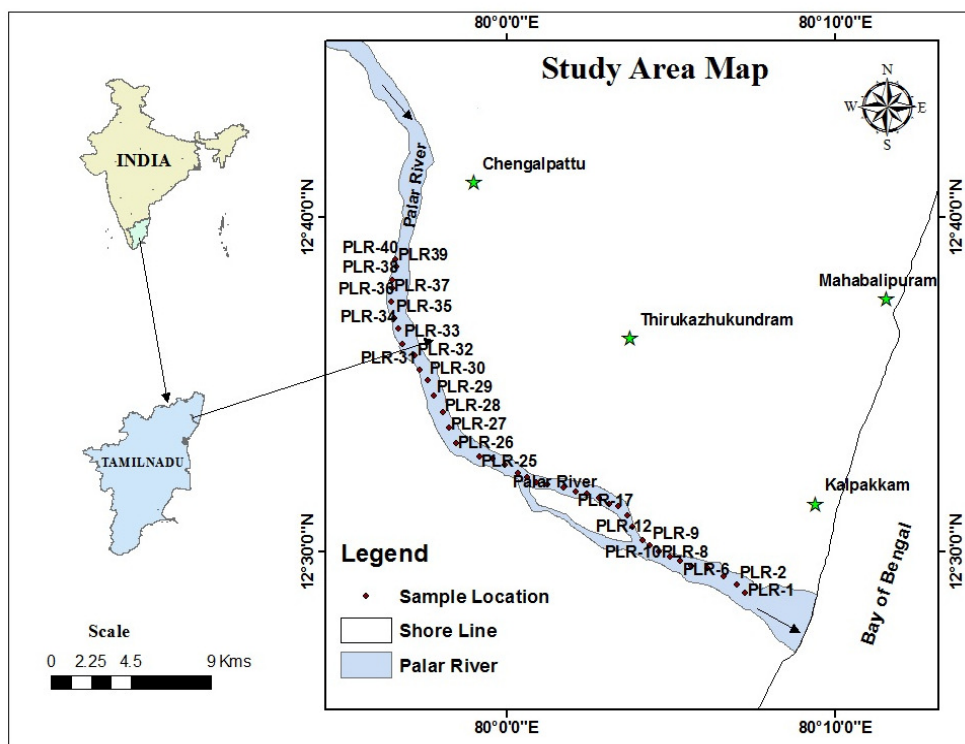 80°0'0"E
80°10'0"E
Study Area Map
N
W
E
S
INDIA
Chengalpattu
Palar River
12°40'0"N
12°40'0"N
PLR-40
PLR39
PLR-38
PLR-37
PLR-36
PLR-35
PLR-34
PLR-33
PLR-32
PLR-31
PLR-30
PLR-29
PLR-28
PLR-27
PLR-26
PLR-25
Mahabalipuram
Thirukazhukundram
TAMILNADU
Palar River
PLR-17
Kalpakkam
PLR-12
PLR-9
PLR-10
PLR-8
PLR-6
PLR-2
PLR-1
12°30'0"N
12°30'0"N
Bay of Bengal
Legend
Sample Location
Shore Line
Palar River
Scale
0 2.25 4.5 9 Kms
80°0'0"E
80°10'0"E